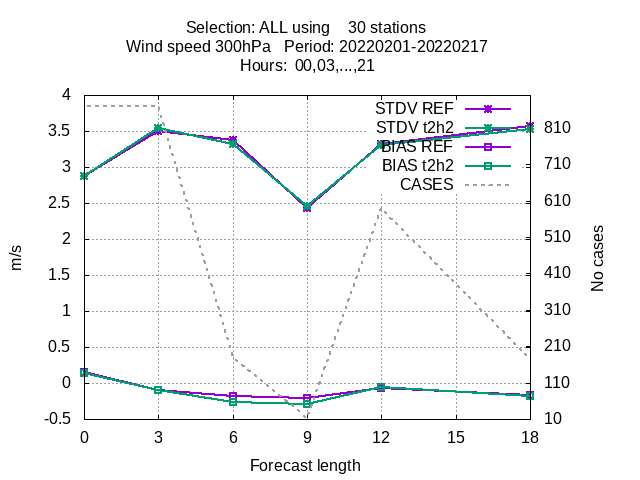 Selection: ALL using 30 stations
Wind speed 300hPa Period: 20220201-20220217
Hours: 00,03,...,21
STDV REF
STDV t2h2
BIAS REF
BIAS t2h2
CASES
m/s
4
3.5
3
2.5
2
1.5
1
0.5
0
-0.5
No cases
810
710
610
510
410
310
210
110
10
0 3 6 9 12 15 18
Forecast length